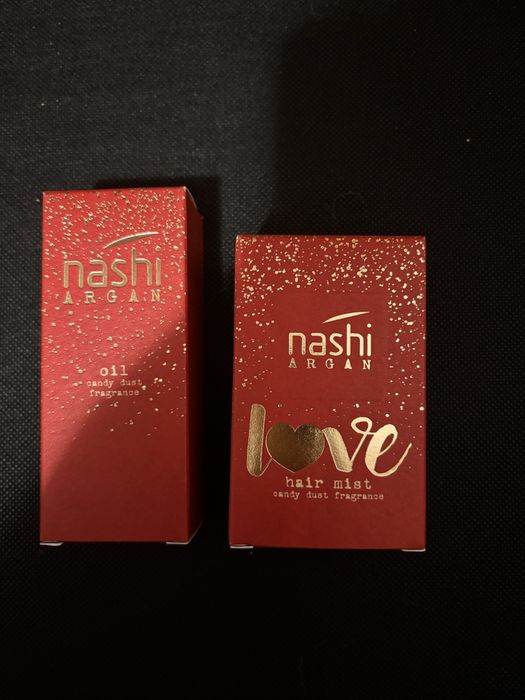 nashi
ARGAN
oil
candy dust
fragrance
nashi
ARGAN
love
hair mist
candy dust fragrance